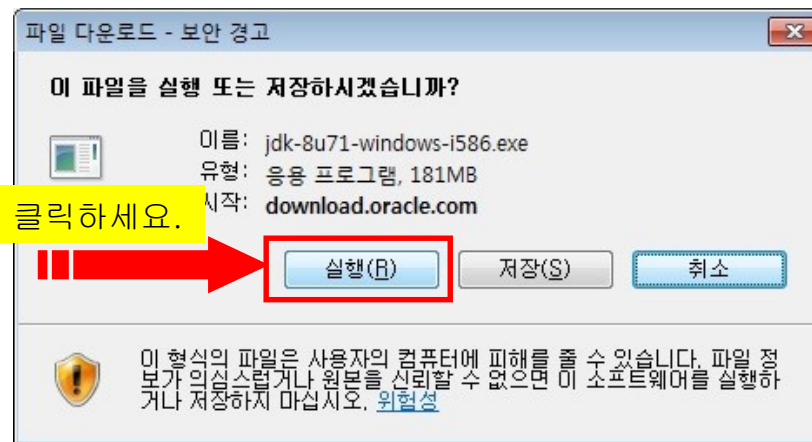 파일 다운로드 - 보안 경고
이 파일을 실행 또는 저장하시겠습니까?
이름: jdk-8u71-windows-i586.exe
유형: 응용 프로그램, 181MB
시작: download.oracle.com
클릭하세요.
실행(R) 저장(S) 취소
이 형식의 파일은 사용자의 컴퓨터에 피해를 줄 수 있습니다. 파일 정
보가 의심스럽거나 원본을 신뢰할 수 없으면 이 소프트웨어를 실행하
거나 저장하지 마십시오. 위험성